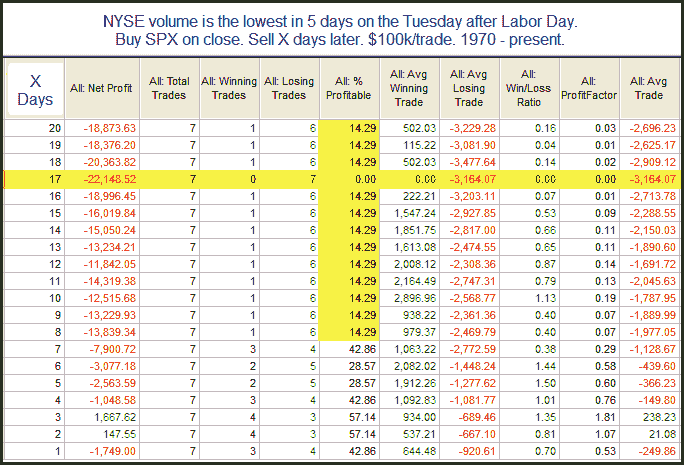 NYSE volume is the lowest in 5 days on the Tuesday after Labor Day.
Buy SPX on close. Sell X days later. $100k/trade. 1970 - present.
X Days All: Net Profit All: Total Trades All: Winning Trades All: Losing Trades All: % Profitable All: Avg Winning Trade All: Avg Losing Trade All: Win/Loss Ratio All: ProfitFactor All: Avg Trade
20 -18,873.63 7 1 6 14.29 502.03 -3,229.28 0.16 0.03 -2,696.23
19 -18,376.20 7 1 6 14.29 115.22 -3,081.90 0.04 0.01 -2,625.17
18 -20,363.82 7 1 6 14.29 502.03 -3,477.64 0.14 0.02 -2,909.12
17 -22,148.52 7 0 7 0.00 0.00 -3,164.07 0.00 0.00 -3,164.07
16 -18,996.45 7 1 6 14.29 222.21 -3,203.11 0.07 0.01 -2,713.78
15 -16,019.84 7 1 6 14.29 1,547.24 -2,927.85 0.53 0.09 -2,288.55
14 -15,050.24 7 1 6 14.29 1,851.75 -2,817.00 0.66 0.11 -2,150.03
13 -13,234.21 7 1 6 14.29 1,613.08 -2,474.55 0.65 0.11 -1,890.60
12 -11,842.05 7 1 6 14.29 2,008.12 -2,308.36 0.87 0.14 -1,691.72
11 -14,319.38 7 1 6 14.29 2,164.49 -2,747.31 0.79 0.13 -2,045.63
10 -12,515.68 7 1 6 14.29 2,896.96 -2,568.77 1.13 0.19 -1,787.95
9 -13,229.93 7 1 6 14.29 938.22 -2,361.36 0.40 0.07 -1,889.99
8 -13,839.34 7 1 6 14.29 979.37 -2,469.79 0.40 0.07 -1,977.05
7 -7,900.72 7 3 4 42.86 1,063.22 -2,772.59 0.38 0.29 -1,128.67
6 -3,077.18 7 2 5 28.57 2,082.02 -1,448.24 1.44 0.58 -439.60
5 -2,563.59 7 2 5 28.57 1,912.26 -1,277.62 1.50 0.60 -366.23
4 -1,048.58 7 3 4 42.86 1,092.83 -1,081.77 1.01 0.76 -149.80
3 1,667.62 7 4 3 57.14 934.00 -689.46 1.35 1.81 238.23
2 147.55 7 4 3 57.14 537.21 -667.10 0.81 1.07 21.08
1 -1,749.00 7 3 4 42.86 644.48 -920.61 0.70 0.53 -249.86